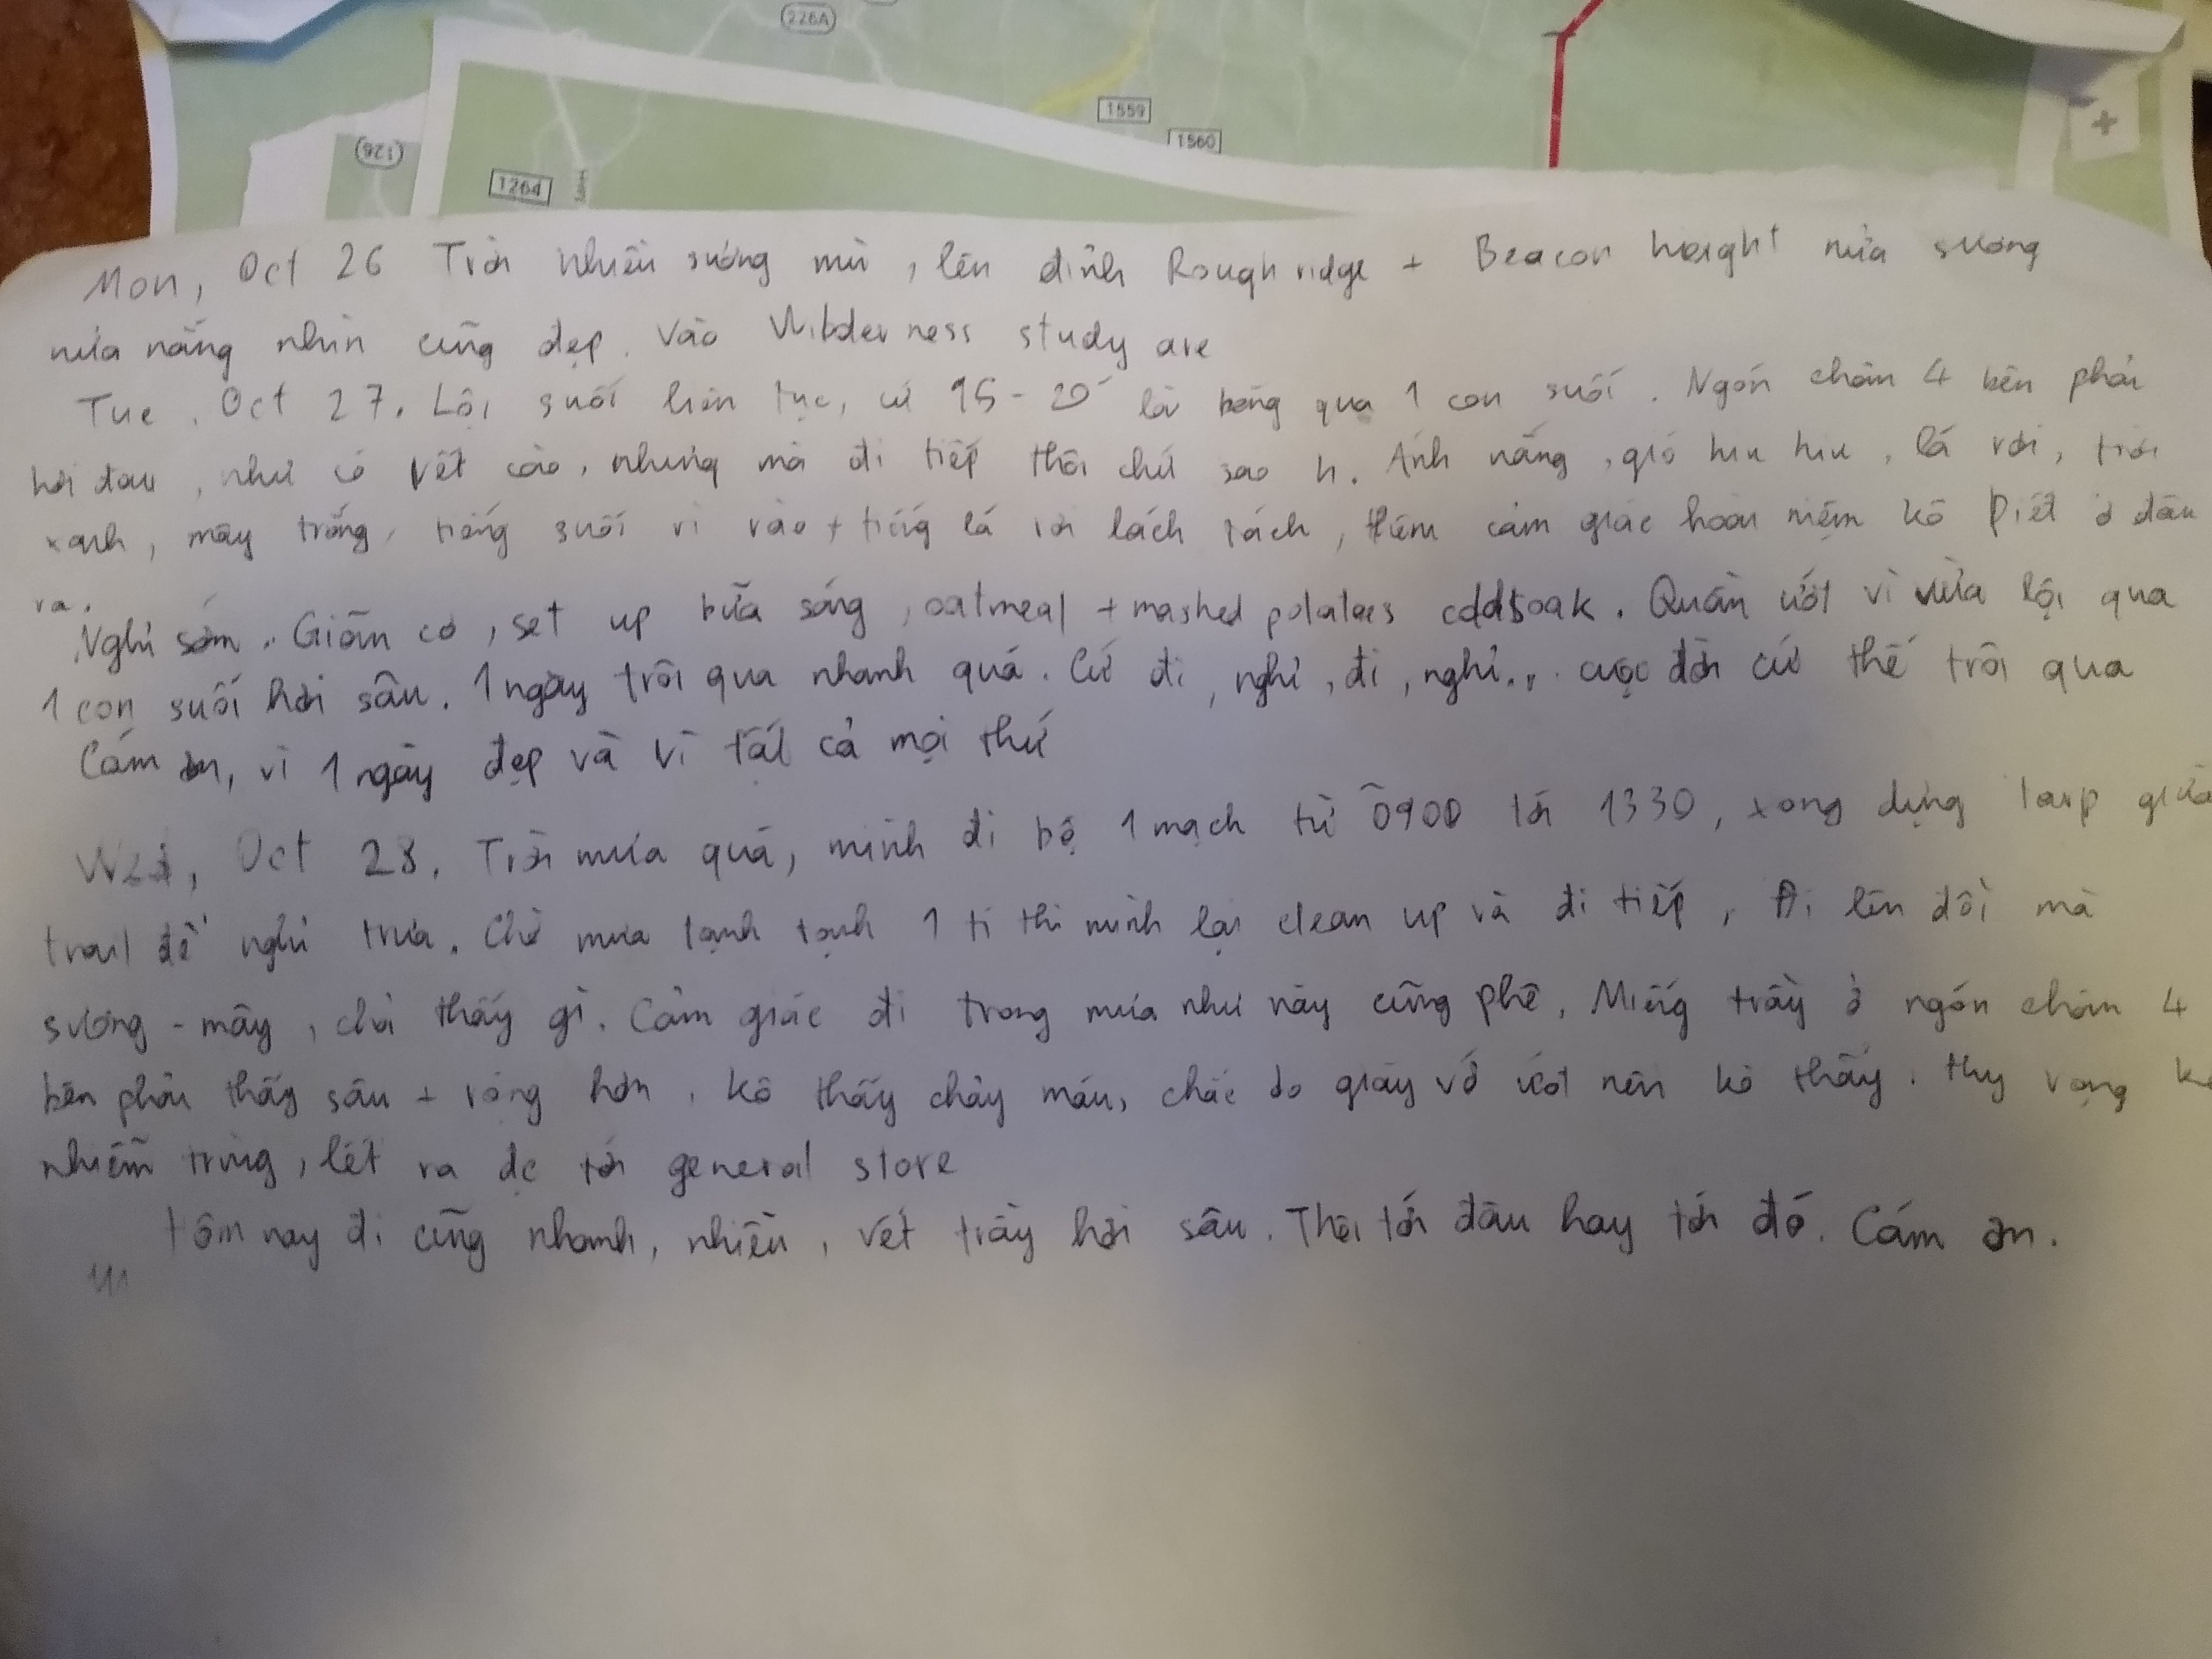 226A
1559
1560
126
1264
Mon, Oct 26 Trời nhiều sương mù, lên đỉnh Rough ridge + Beacon height nửa sương
nửa nắng nhìn cũng đẹp. Vào Wilderness study are
Tue, Oct 27. Lội suối liên tục, cứ 15-20' là băng qua 1 con suối. Ngón chân 4 bên phải
hơi đau, như có vết cào, nhưng mà đi tiếp thôi chứ sao h. Ánh nắng, gió hiu hiu, lá rơi, trời
xanh, mây trắng, tiếng suối rì rào + tiếng lá rơi lách tách, thêm cảm giác hoài niệm kô biết ở đâu
ra.
Nghỉ sớm. Giãn cơ, set up bữa sáng, oatmeal + mashed potatoes coldsoak. Quần ướt vì vừa lội qua
1 con suối hơi sâu. 1 ngày trôi qua nhanh quá. Cứ đi, nghỉ, đi, nghỉ... cuộc đời cứ thế trôi qua
Cám ơn, vì 1 ngày đẹp và vì tất cả mọi thứ
Wed, Oct 28. Trời mưa quá, mình đi bộ 1 mạch từ 0900 tới 1330, xong dựng tarp giữa
trail để nghỉ trưa. Chờ mưa tạnh tạnh 1 tí thì mình lại clean up và đi tiếp, Đi lên đồi mà
sương - mây, chả thấy gì. Cảm giác đi trong mưa như này cũng phê. Miếng trầy ở ngón chân 4
bên phải thấy sâu + rộng hơn, kô thấy chảy máu, chắc do giày vớ ướt nên kô thấy. Hy vọng kô
nhiễm trùng, lết ra đc tới general store
Hôm nay đi cũng nhanh, nhiều, vết trầy hơi sâu. Thôi tới đâu hay tới đó. Cám ơn.